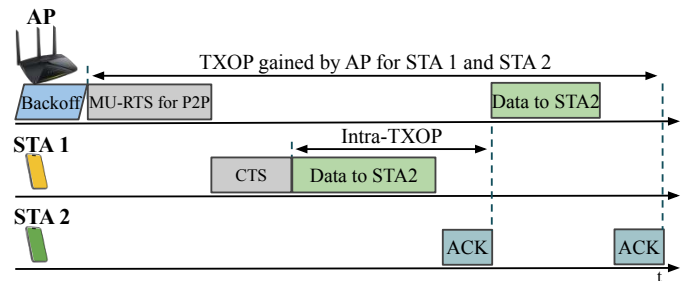 AP
TXOP gained by AP for STA 1 and STA 2
Backoff
MU-RTS for P2P
Data to STA2
STA 1
Intra-TXOP
CTS
Data to STA2
STA 2
ACK
ACK
t